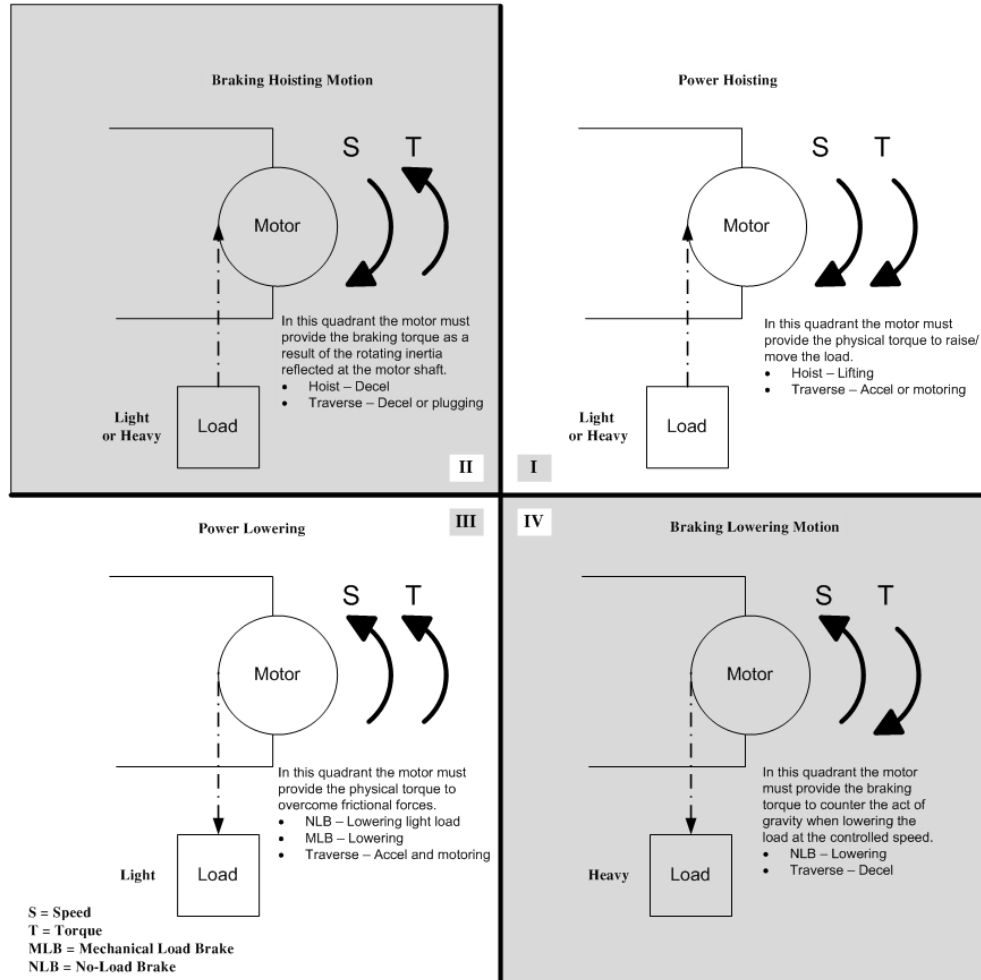 Braking Hoisting Motion
S T
Motor
In this quadrant the motor must
provide the braking torque as a
result of the rotating inertia
reflected at the motor shaft.
• Hoist – Decel
• Traverse – Decel or plugging
Light
or Heavy
Load
II
Power Hoisting
S T
Motor
In this quadrant the motor must
provide the physical torque to raise/
move the load.
• Hoist – Lifting
• Traverse – Accel or motoring
Light
or Heavy
Load
I
Power Lowering
III
S T
Motor
In this quadrant the motor must
provide the physical torque to
overcome frictional forces.
• NLB – Lowering light load
• MLB – Lowering
• Traverse – Accel and motoring
Light
Load
S = Speed
T = Torque
MLB = Mechanical Load Brake
NLB = No-Load Brake
IV
Braking Lowering Motion
S T
Motor
In this quadrant the motor
must provide the braking
torque to counter the act of
gravity when lowering the
load at the controlled speed.
• NLB – Lowering
• Traverse – Decel
Heavy
Load